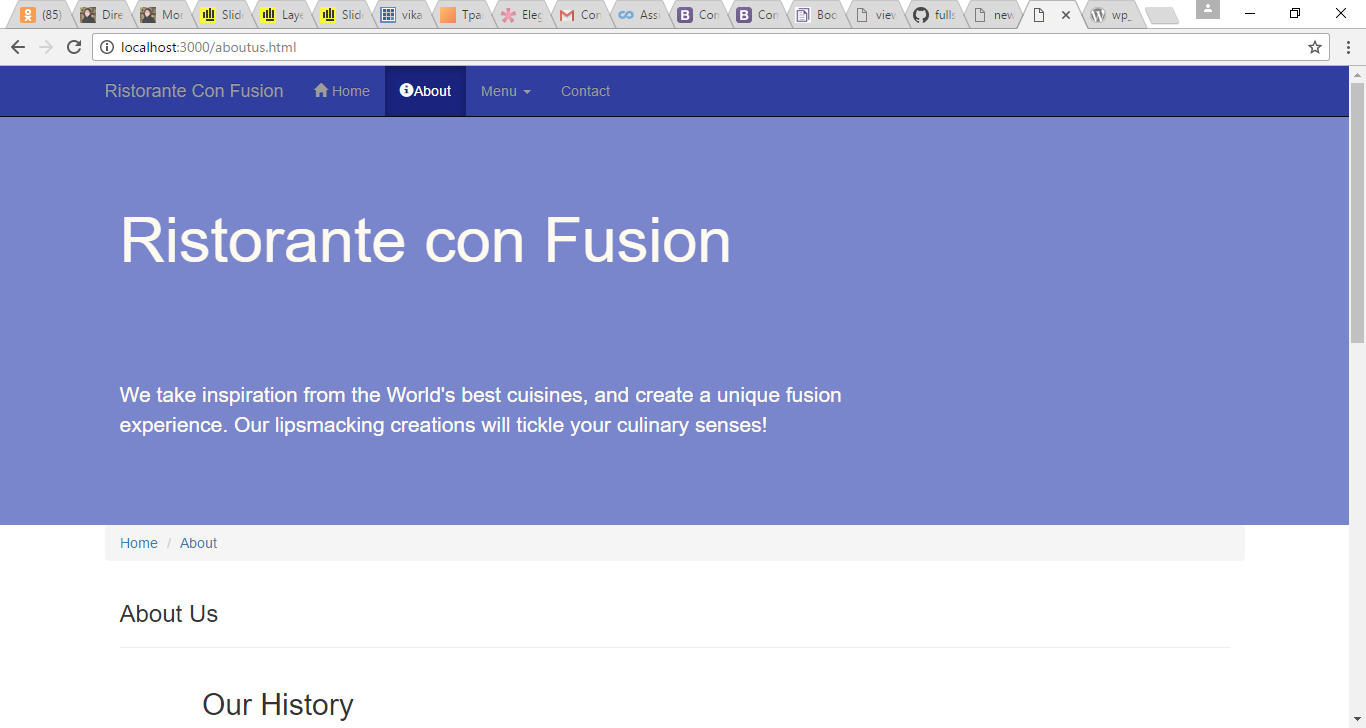 (85) Dire Mor Slid Laye Slid vika Тра Eleg Con Assi Con Con Boo view fulls new wp_
localhost:3000/aboutus.html
Ristorante Con Fusion Home About Menu Contact
Ristorante con Fusion
We take inspiration from the World's best cuisines, and create a unique fusion
experience. Our lipsmacking creations will tickle your culinary senses!
Home / About
About Us
Our History